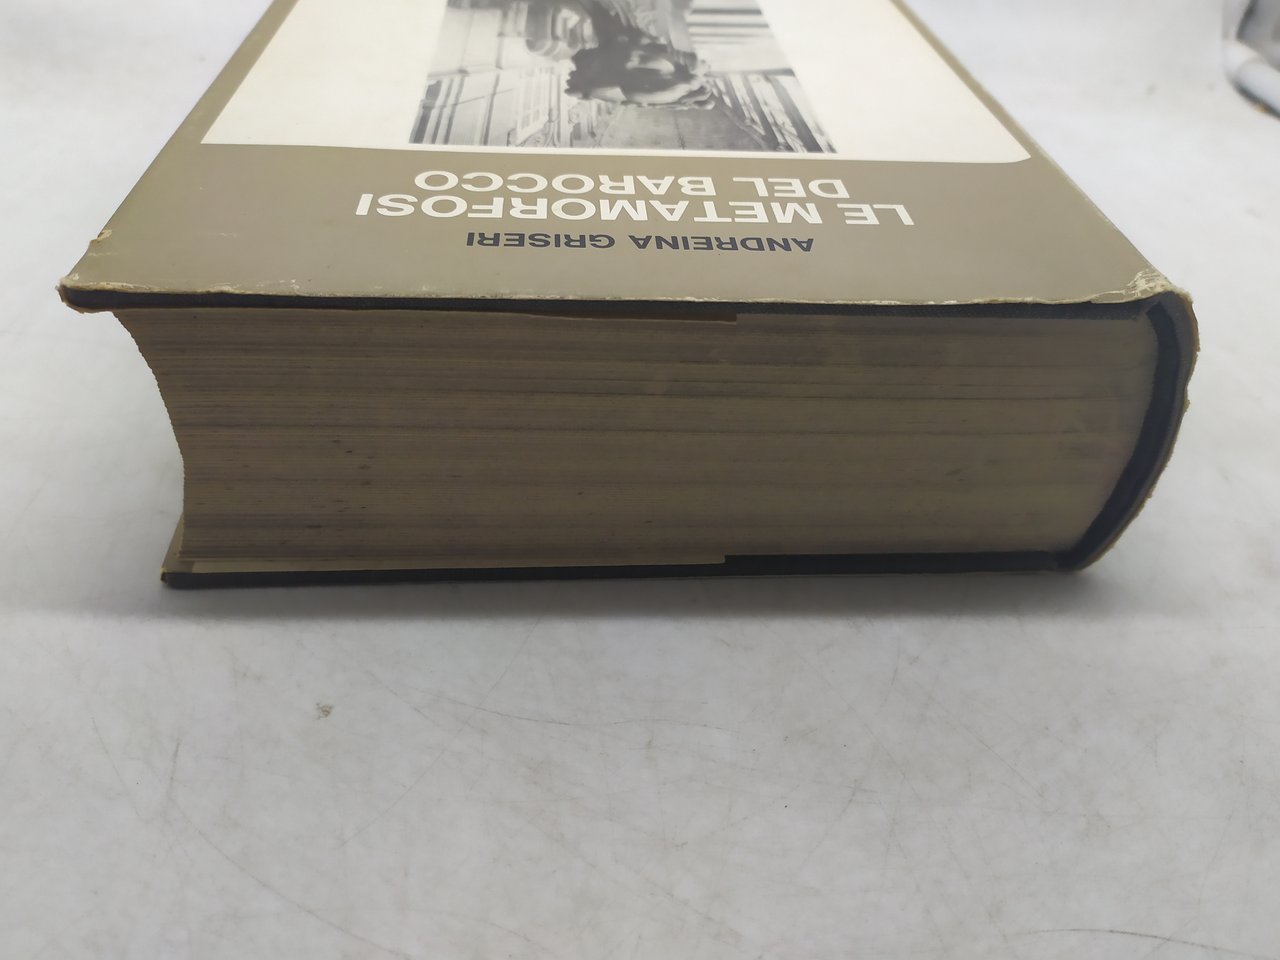 ANDREINA GRISERI
LE METAMORFOSI
DEL BAROCCO